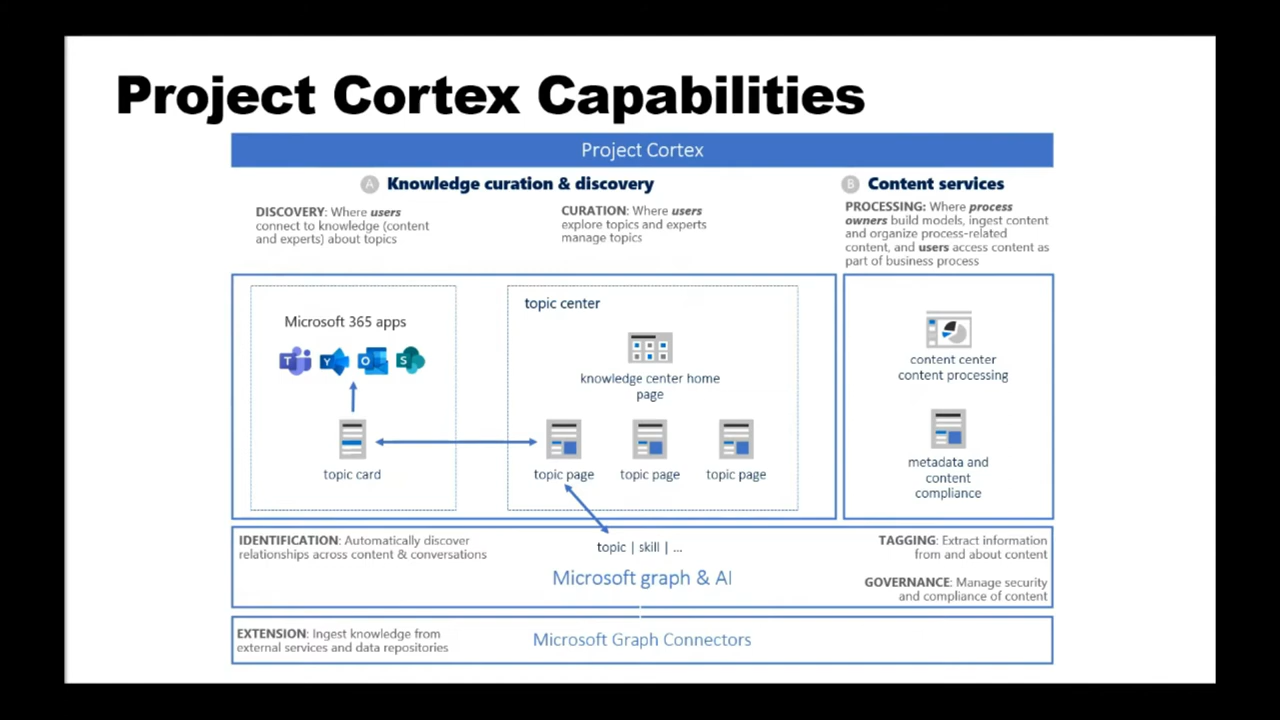 Project Cortex Capabilities
Project Cortex
A Knowledge curation & discovery
B Content services
DISCOVERY: Where users
connect to knowledge (content
and experts) about topics
CURATION: Where users
explore topics and experts
manage topics
PROCESSING: Where process
owners build models, ingest content
and organize process-related
content, and users access content as
part of business process
Microsoft 365 apps
T Y O S
topic card
topic center
knowledge center home
page
topic page
topic page
topic page
content center
content processing
metadata and
content
compliance
IDENTIFICATION: Automatically discover
relationships across content & conversations
topic | skill | ...
Microsoft graph & AI
TAGGING: Extract information
from and about content
GOVERNANCE: Manage security
and compliance of content
EXTENSION: Ingest knowledge from
external services and data repositories
Microsoft Graph Connectors